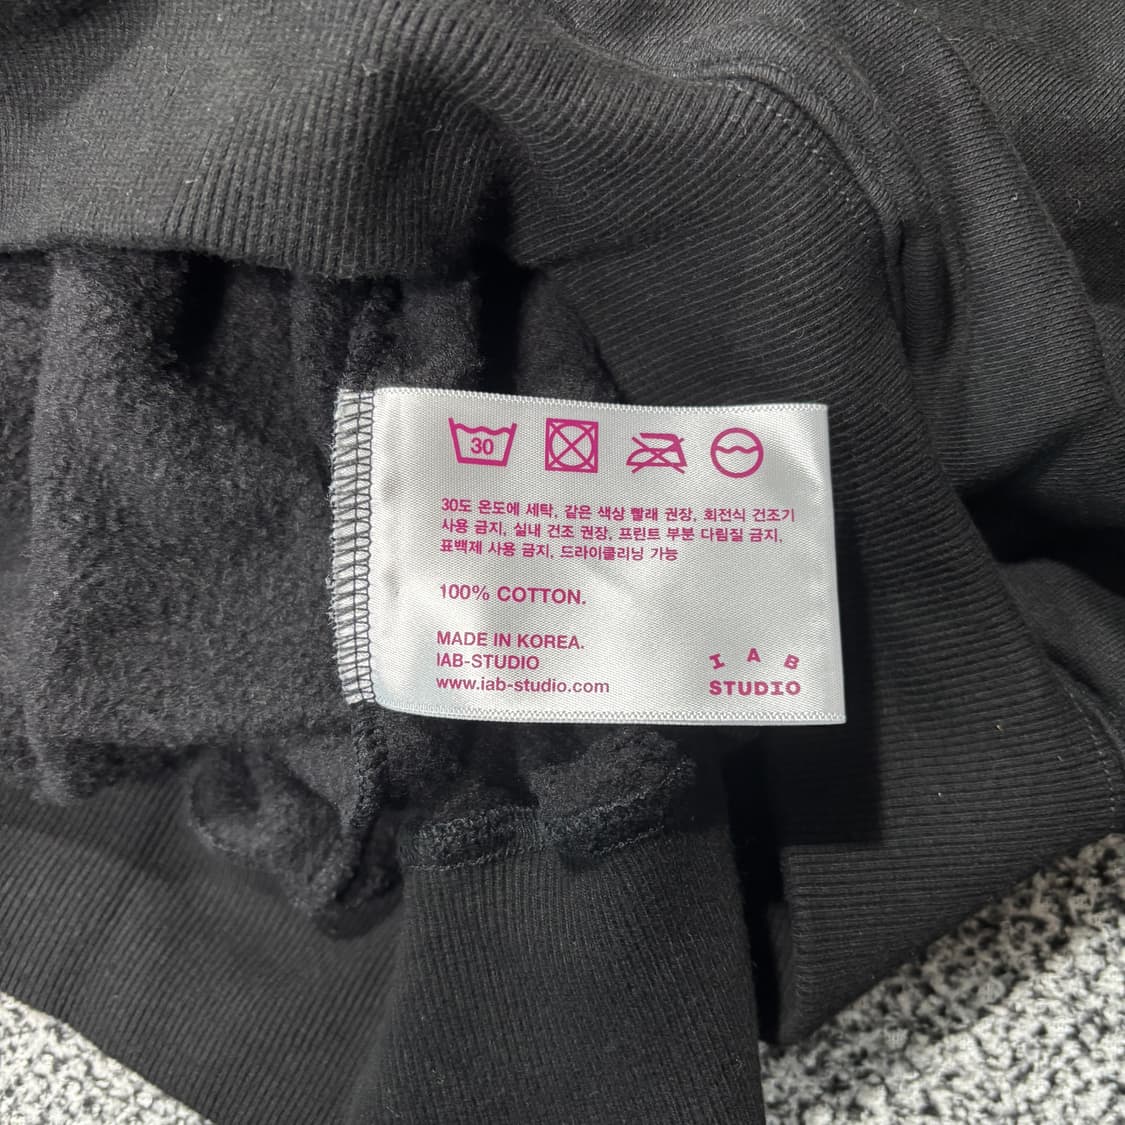 30
30도 온도에 세탁, 같은 색상 빨래 권장, 회전식 건조기
사용 금지, 실내 건조 권장, 프린트 부분 다림질 금지,
표백제 사용 금지, 드라이클리닝 가능
100% COTTON.
MADE IN KOREA.
IAB-STUDIO
www.iab-studio.com
IAB
STUDIO